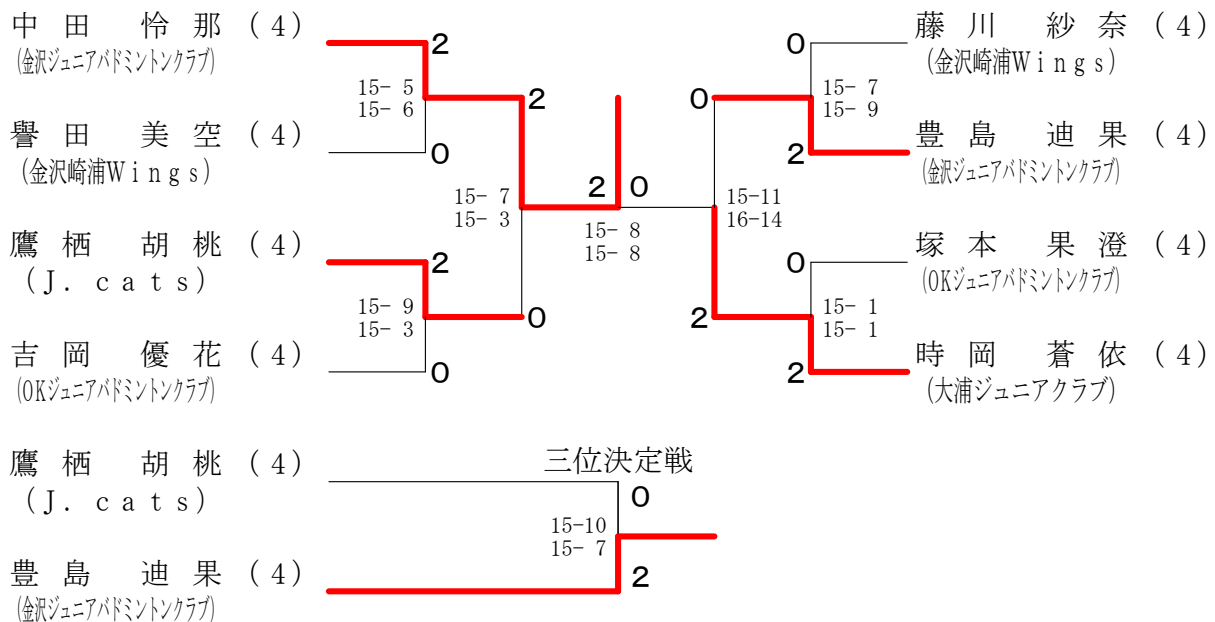 中田 怜那 (4)
(金沢ジュニアバドミントンクラブ)
2
15- 5
15- 6
譽田 美空 (4)
(金沢崎浦Wings)
0
2
15- 7
15- 3
鷹栖 胡桃 (4)
(J. cats)
2
15- 9
15- 3
0
吉岡 優花 (4)
(OKジュニアバドミントンクラブ)
0
2 0
15- 8
15- 8
藤川 紗奈 (4)
(金沢崎浦Wings)
0
15- 7
15- 9
0
豊島 迪果 (4)
(金沢ジュニアバドミントンクラブ)
2
15-11
16-14
塚本 果澄 (4)
(OKジュニアバドミントンクラブ)
0
15- 1
15- 1
2
時岡 蒼依 (4)
(大浦ジュニアクラブ)
2
三位決定戦
鷹栖 胡桃 (4)
(J. cats)
0
15-10
15- 7
豊島 迪果 (4)
(金沢ジュニアバドミントンクラブ)
2